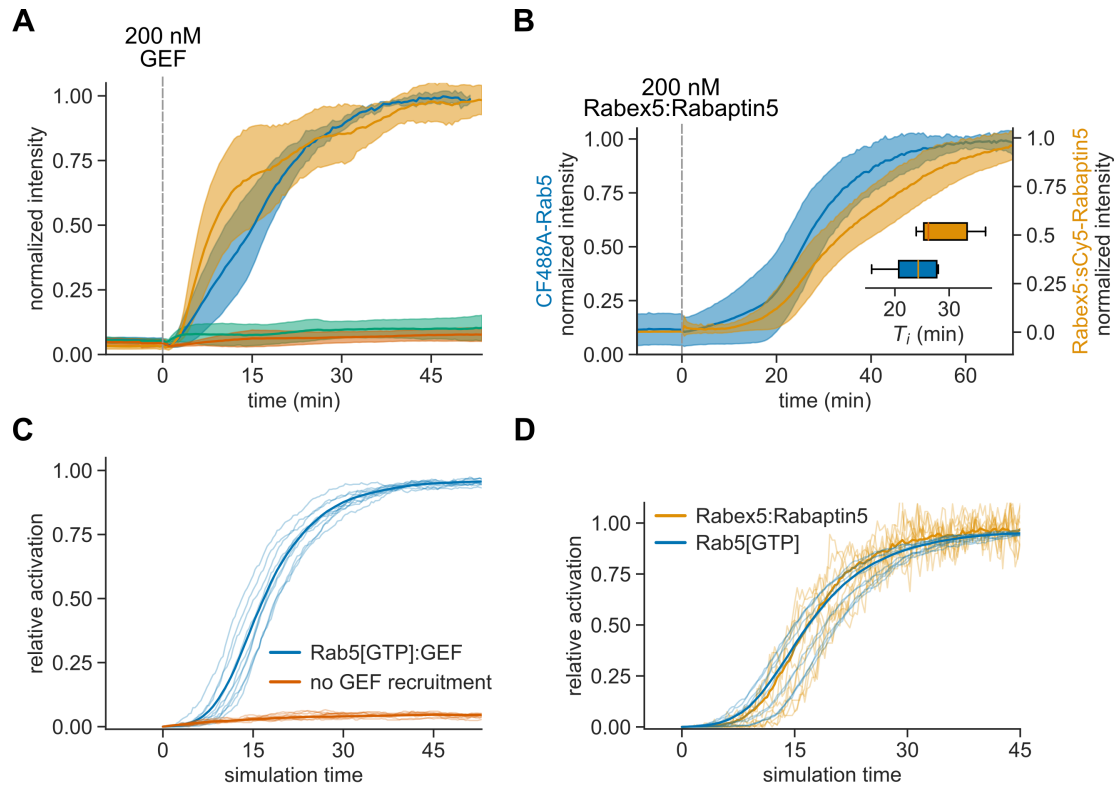 A
200 nM
GEF
normalized intensity
1.00
0.75
0.50
0.25
0.00
0
15
30
45
time (min)
B
200 nM
Rabex5:Rabaptin5
CF488A-Rab5
normalized intensity
1.00
0.75
0.50
0.25
0.00
1.0
0.75
0.5
0.25
0.0
Rabex5:sCy5-Rabaptin5
normalized intensity
20
30
Ti (min)
0
20
40
60
time (min)
C
relative activation
1.00
0.75
0.50
0.25
0.00
Rab5[GTP]:GEF
no GEF recruitment
0
15
30
45
simulation time
D
relative activation
1.00
0.75
0.50
0.25
0.00
Rabex5:Rabaptin5
Rab5[GTP]
0
15
30
45
simulation time